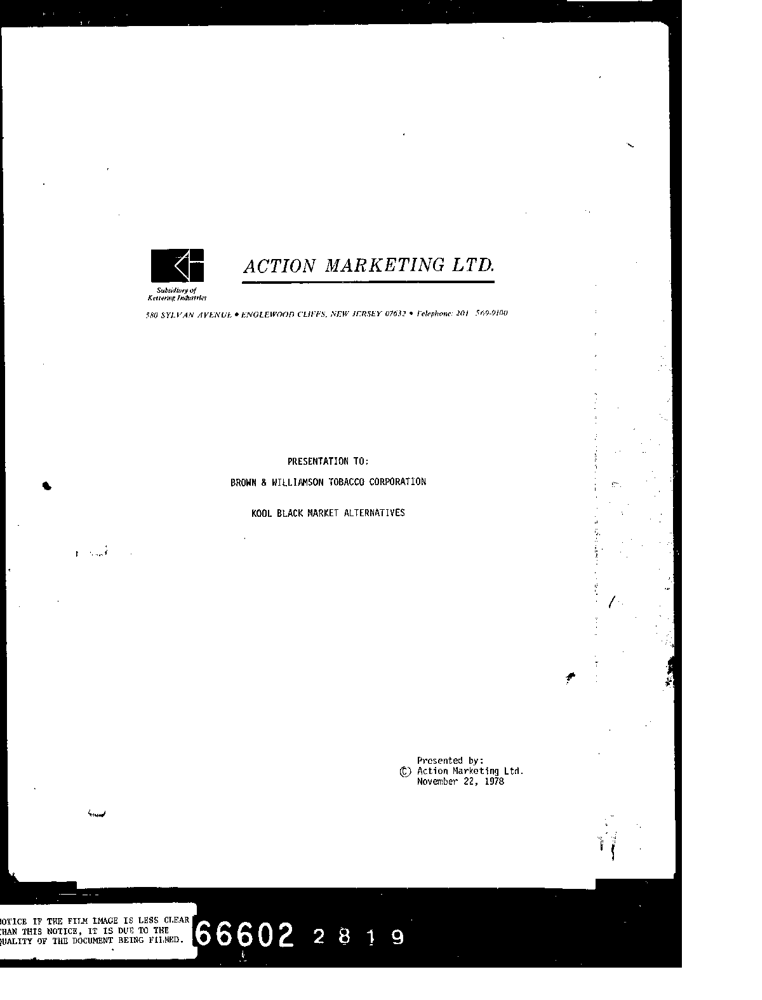 ACTION MARKETING LTD.
Subsidiary of
Kettering Industries
580 SYLVAN AVENUE • ENGLEWOOD CLIFFS, NEW JERSEY 07632 • Telephone: 201 569-9100
PRESENTATION TO:
BROWN & WILLIAMSON TOBACCO CORPORATION
KOOL BLACK MARKET ALTERNATIVES
Presented by:
© Action Marketing Ltd.
November 22, 1978
NOTICE IF THE FILM IMAGE IS LESS CLEAR
THAN THIS NOTICE, IT IS DUE TO THE
QUALITY OF THE DOCUMENT BEING FILMED.
66602 2819